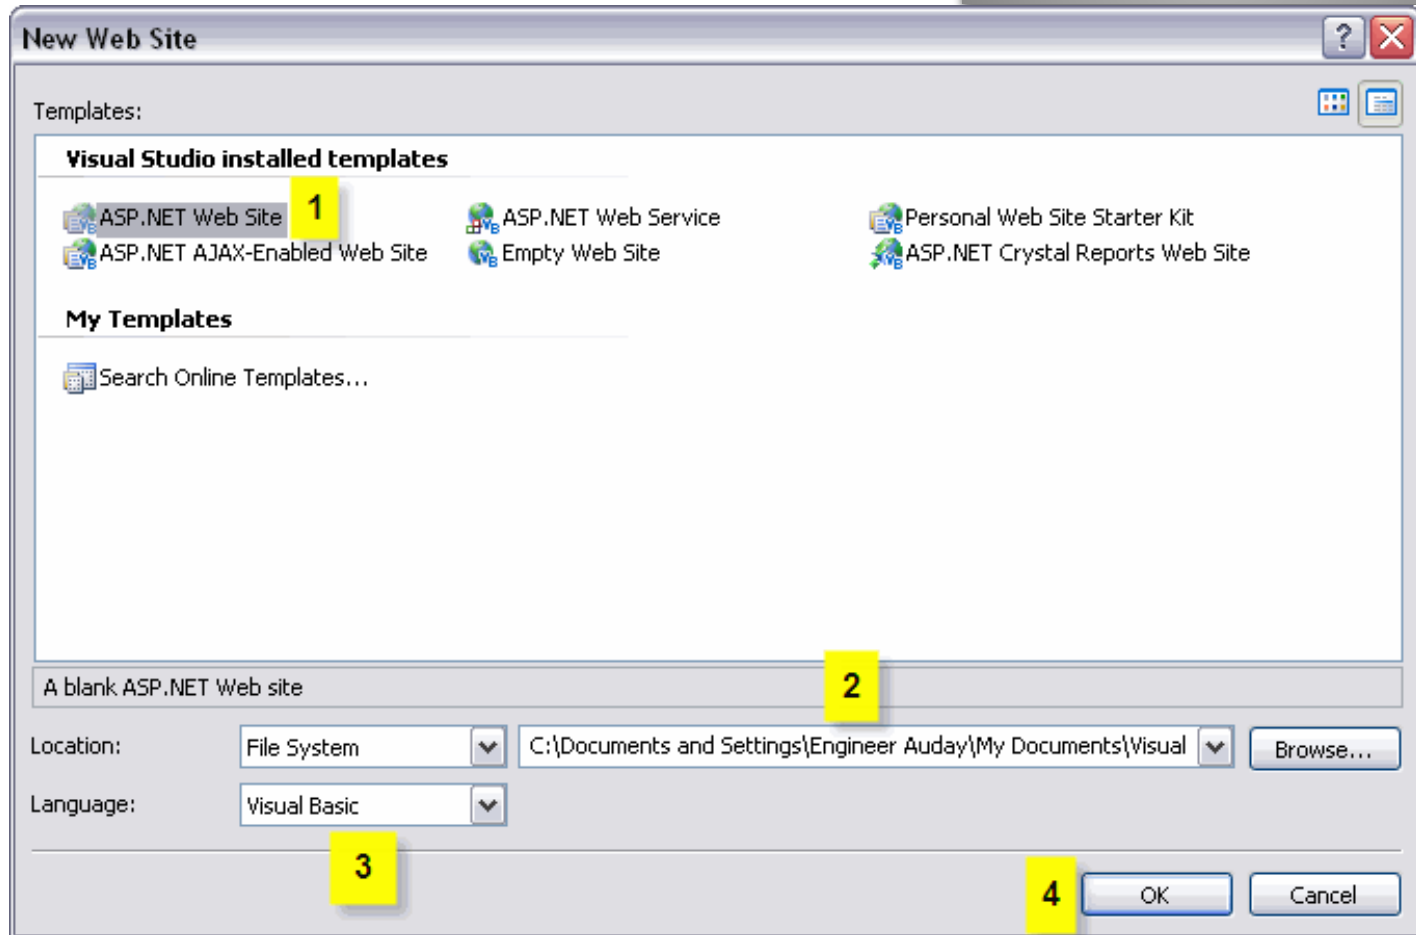 New Web Site
Templates:
Visual Studio installed templates
ASP.NET Web Site 1 ASP.NET Web Service Personal Web Site Starter Kit
ASP.NET AJAX-Enabled Web Site Empty Web Site ASP.NET Crystal Reports Web Site
My Templates
Search Online Templates...
A blank ASP.NET Web site
2
Location: File System C:\Documents and Settings\Engineer Auday\My Documents\Visual Browse...
Language: Visual Basic
3
4 OK Cancel